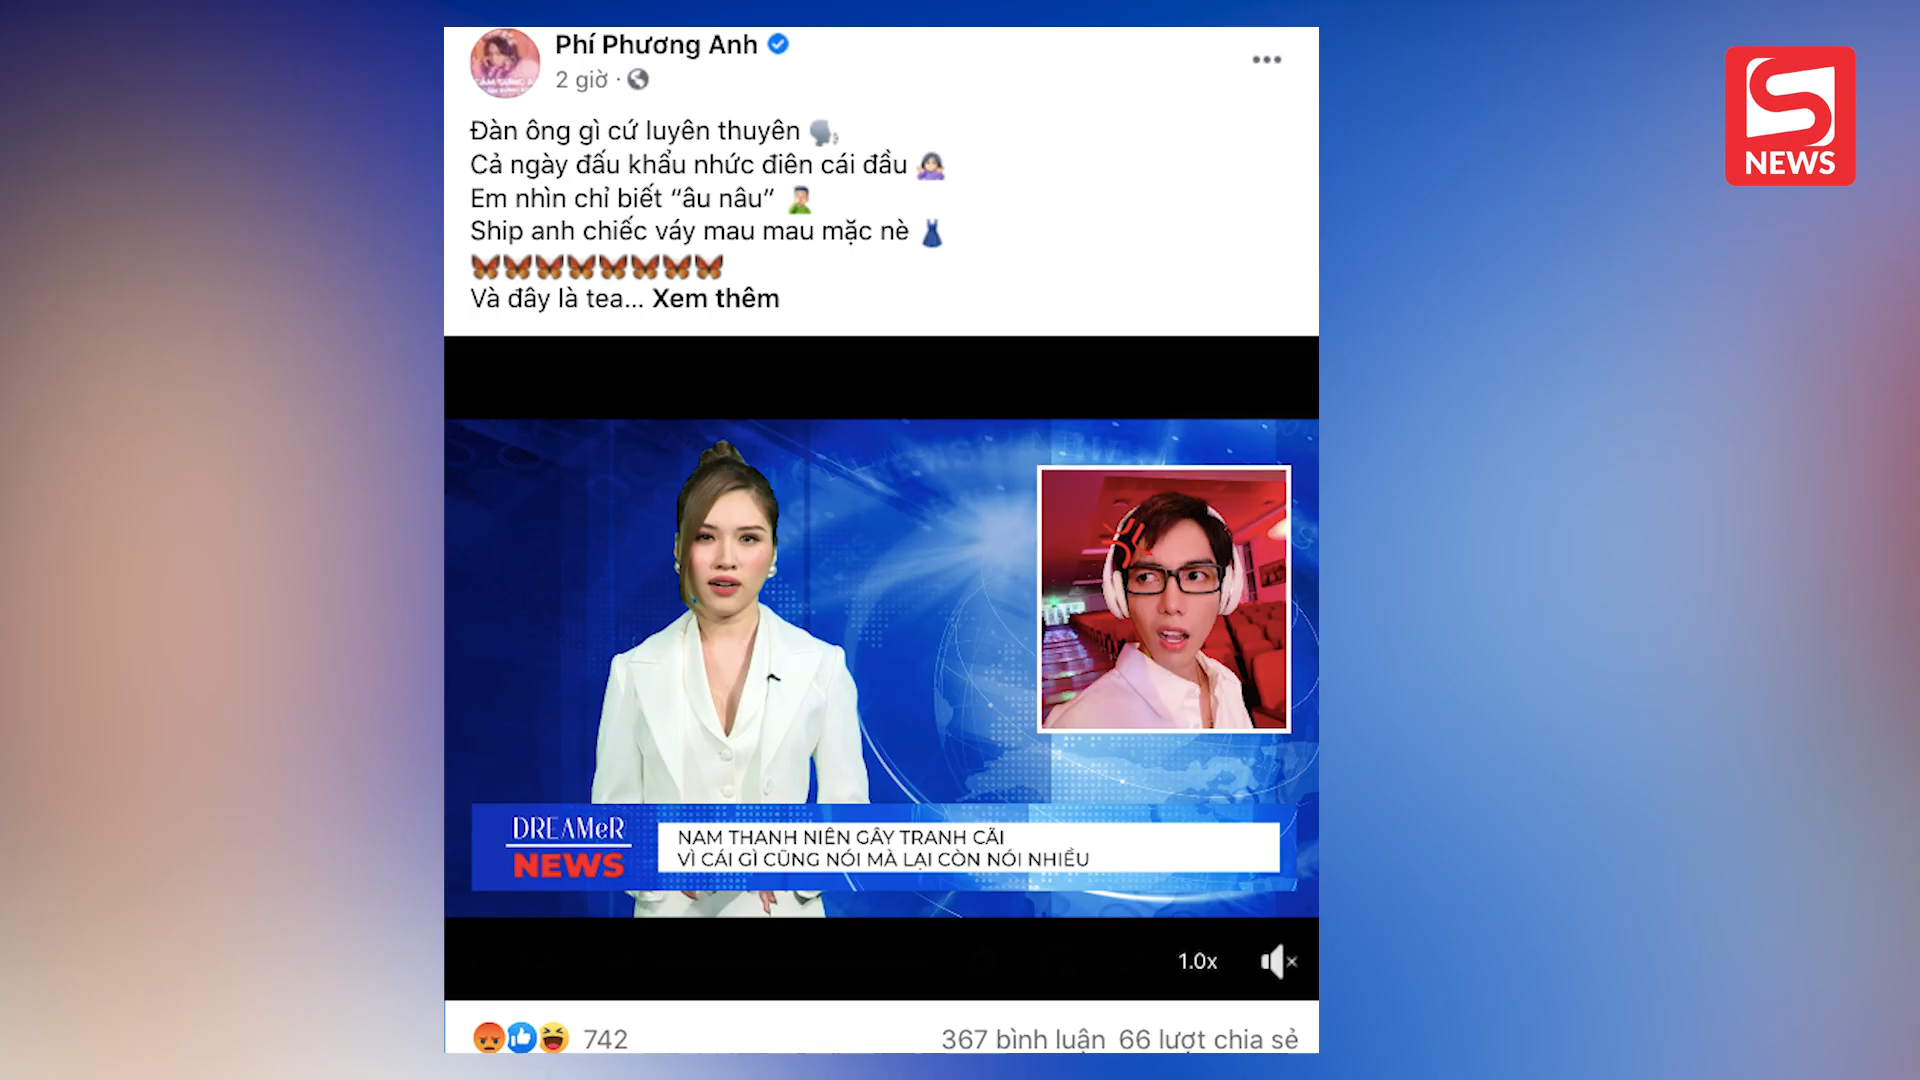 Phí Phương Anh
2 giờ ·
S
NEWS
Đàn ông gì cứ luyên thuyên 🗣
Cả ngày đấu khẩu nhức điên cái đầu 🤷🏻‍♀️
Em nhìn chỉ biết “âu nâu” 🤦🏻‍♂️
Ship anh chiếc váy mau mau mặc nè 👗
🦋🦋🦋🦋🦋🦋🦋🦋
Và đây là tea... Xem thêm
DREAMeR
NEWS
NAM THANH NIÊN GÂY TRANH CÃI
VÌ CÁI GÌ CŨNG NÓI MÀ LẠI CÒN NÓI NHIỀU
1.0x
742
367 bình luận 66 lượt chia sẻ